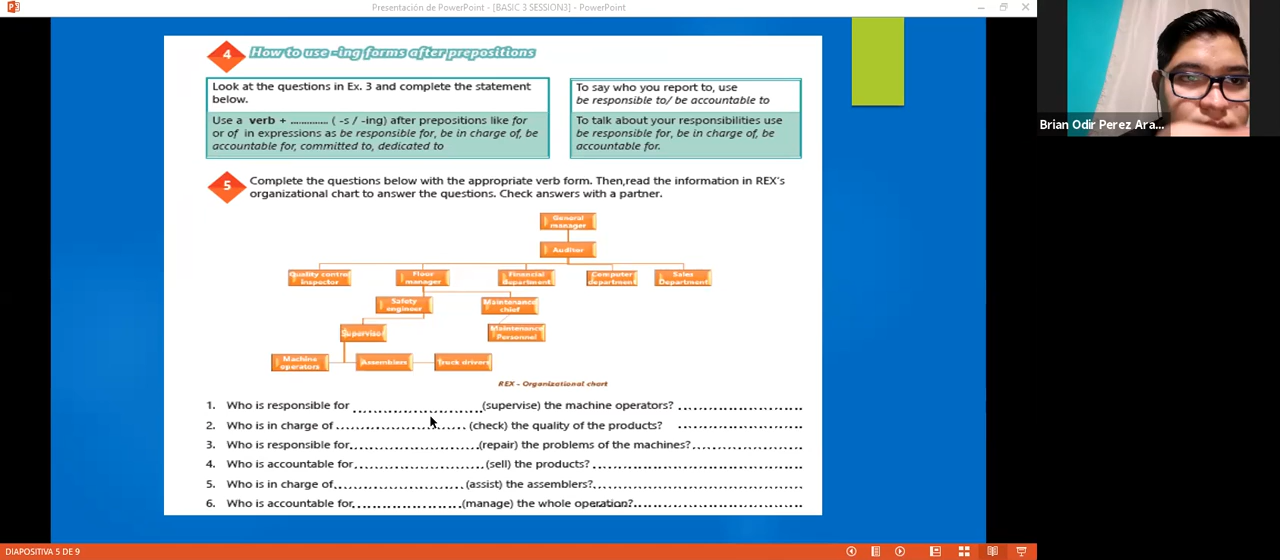 Presentación de PowerPoint - [BASIC 3 SESSION3] - PowerPoint
Brian Odir Perez Ara...
4 How to use -ing forms after prepositions
Look at the questions in Ex. 3 and complete the statement
below.
Use a verb + ............. ( -s / -ing) after prepositions like for
or of in expressions as be responsible for, be in charge of, be
accountable for, committed to, dedicated to
To say who you report to, use
be responsible to/ be accountable to
To talk about your responsibilities use
be responsible for, be in charge of, be
accountable for.
5 Complete the questions below with the appropriate verb form. Then,read the information in REX's
organizational chart to answer the questions. Check answers with a partner.
General
manager
Auditor
Quality control
Inspector
Floor
manager
Financial
department
Computer
department
Sales
Department
Safety
engineer
Maintenance
chief
Supervisor
Maintenance
Personnel
Machine
operators
Assemblers
Truck drivers
REX - Organizational chart
1. Who is responsible for ............................ (supervise) the machine operators? ............................
2. Who is in charge of ............................ (check) the quality of the products? ............................
3. Who is responsible for............................(repair) the problems of the machines?............................
4. Who is accountable for............................ (sell) the products? ............................
5. Who is in charge of............................ (assist) the assemblers?............................
6. Who is accountable for............................(manage) the whole operation?............................
DIAPOSITIVA 5 DE 9